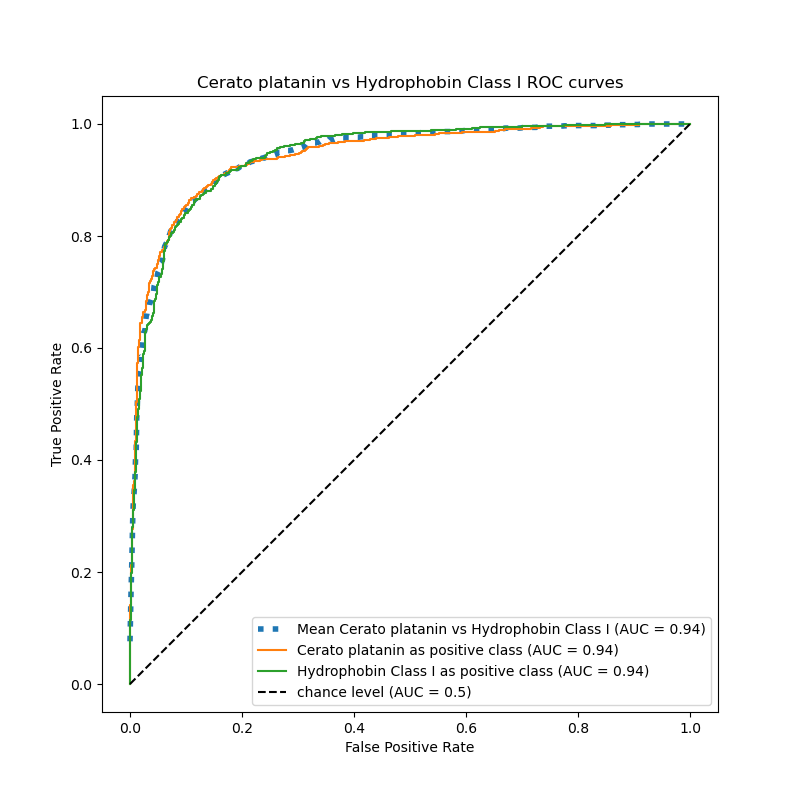 Cerato platanin vs Hydrophobin Class I ROC curves
True Positive Rate
1.0
0.8
0.6
0.4
0.2
0.0
Mean Cerato platanin vs Hydrophobin Class I (AUC = 0.94)
Cerato platanin as positive class (AUC = 0.94)
Hydrophobin Class I as positive class (AUC = 0.94)
chance level (AUC = 0.5)
0.0 0.2 0.4 0.6 0.8 1.0
False Positive Rate